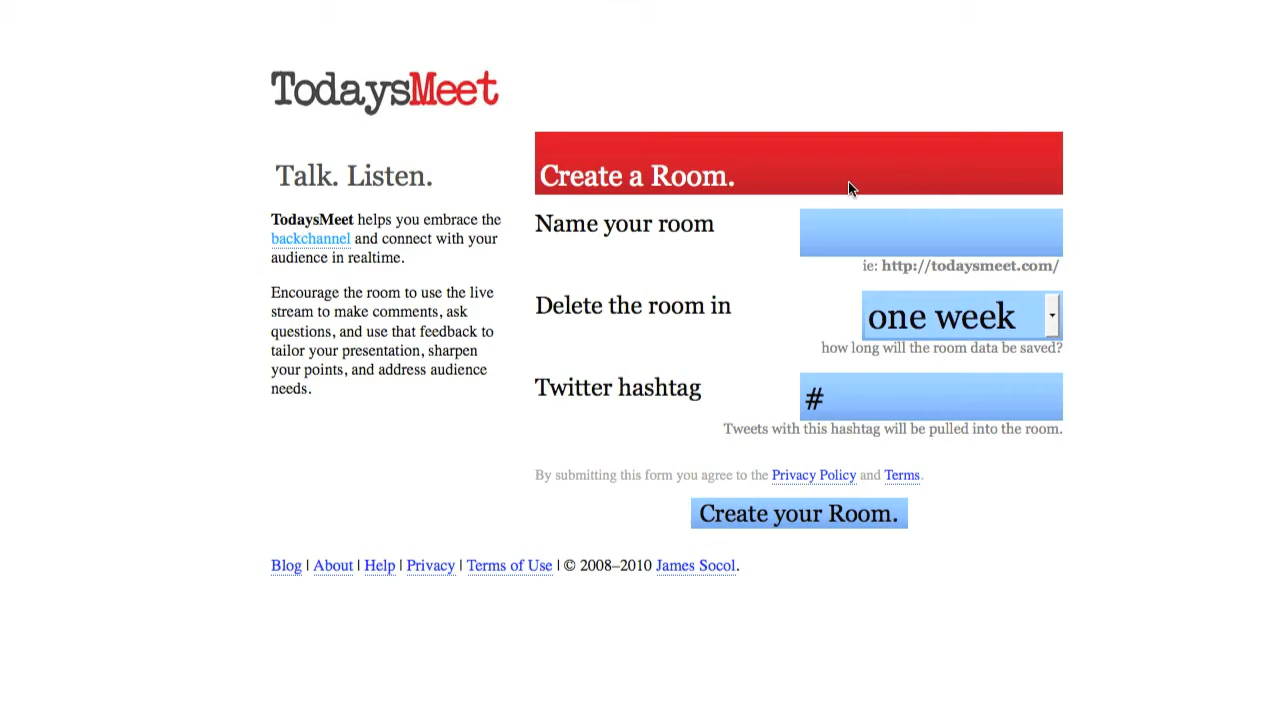 TodaysMeet
Talk. Listen.
TodaysMeet helps you embrace the
backchannel and connect with your
audience in realtime.
Encourage the room to use the live
stream to make comments, ask
questions, and use that feedback to
tailor your presentation, sharpen
your points, and address audience
needs.
Create a Room.
Name your room
ie: http://todaysmeet.com/
Delete the room in
one week
how long will the room data be saved?
Twitter hashtag
#
Tweets with this hashtag will be pulled into the room.
By submitting this form you agree to the Privacy Policy and Terms.
Create your Room.
Blog | About | Help | Privacy | Terms of Use | © 2008–2010 James Socol.